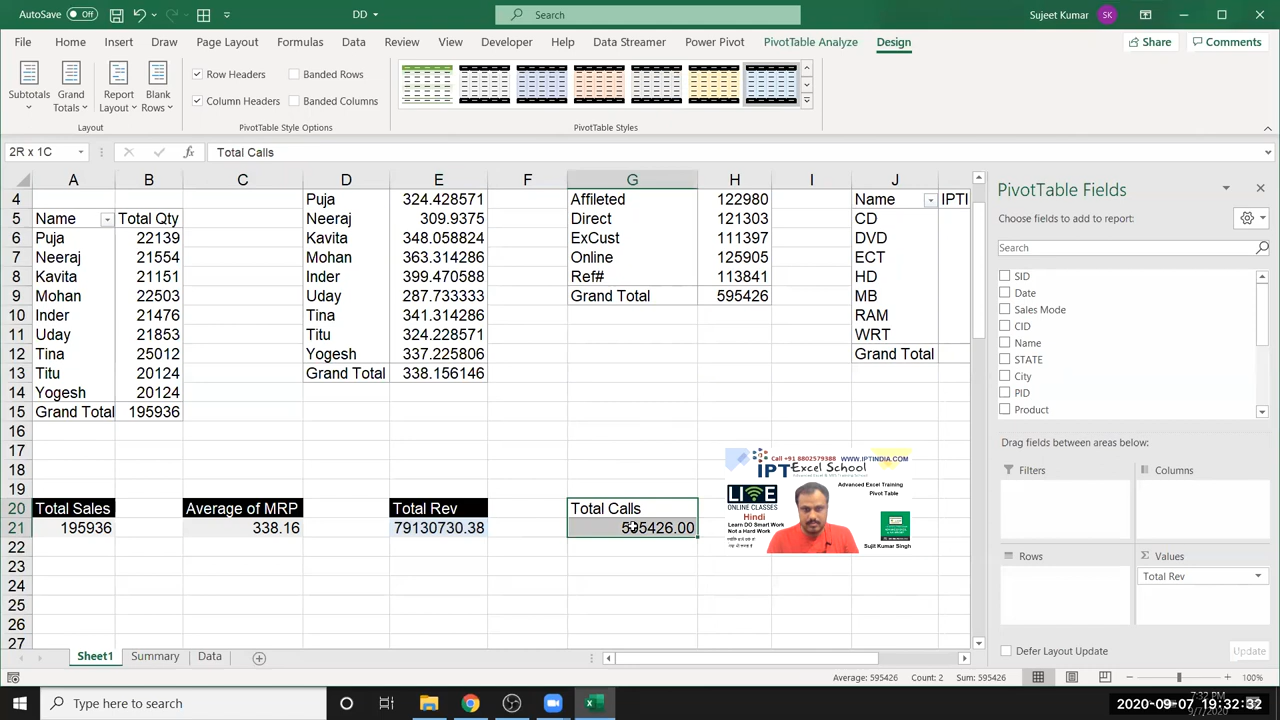 AutoSave Off DD Search Sujeet Kumar SK
File Home Insert Draw Page Layout Formulas Data Review View Developer Help Data Streamer Power Pivot PivotTable Analyze Design Share Comments
Subtotals Grand Totals Report Layout Blank Rows
Row Headers Banded Rows
Column Headers Banded Columns
Layout PivotTable Style Options PivotTable Styles
2R x 1C fx Total Calls
A B C D E F G H I J
4 Puja 324.428571 Affileted 122980 Name IPTI
5 Name Total Qty Neeraj 309.9375 Direct 121303 CD
6 Puja 22139 Kavita 348.058824 ExCust 111397 DVD
7 Neeraj 21554 Mohan 363.314286 Online 125905 ECT
8 Kavita 21151 Inder 399.470588 Ref# 113841 HD
9 Mohan 22503 Uday 287.733333 Grand Total 595426 MB
10 Inder 21476 Tina 341.314286 RAM
11 Uday 21853 Titu 324.228571 WRT
12 Tina 25012 Yogesh 337.225806 Grand Total
13 Titu 20124 Grand Total 338.156146
14 Yogesh 20124
15 Grand Total 195936
16
17
18
19
20 Total Sales Average of MRP Total Rev Total Calls
21 195936 338.16 79130730.38 595426.00
22
23
24
25
26
27
Call +91 8802579388 WWW.IPTINDIA.COM
IPT Excel School
LIVE
ONLINE CLASSES
Hindi
Learn DO Smart Work
Not a Hard Work
Advanced Excel Training
Pivot Table
Sujit Kumar Singh
PivotTable Fields
Choose fields to add to report:
Search
SID
Date
Sales Mode
CID
Name
STATE
City
PID
Product
Drag fields between areas below:
Filters Columns
Rows Values
Total Rev
Defer Layout Update Update
Sheet1 Summary Data
Average: 595426 Count: 2 Sum: 595426 100%
Type here to search
7:32 PM
2020-09-07 19:32:32
9/7/2020